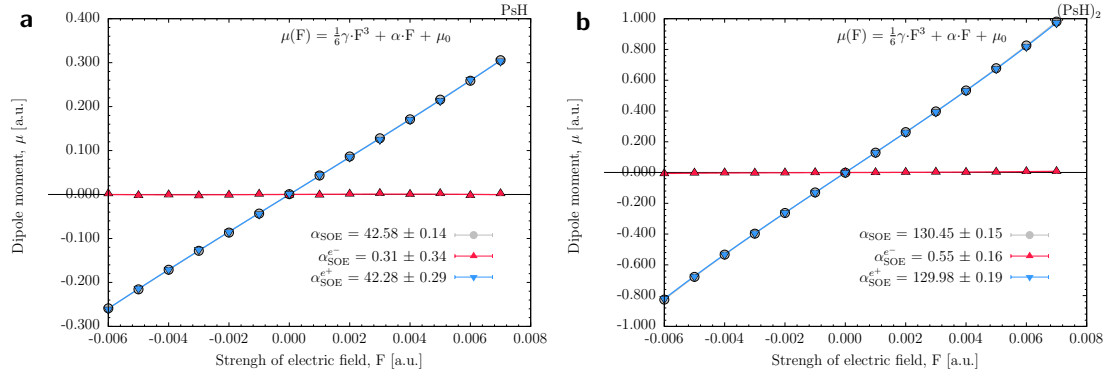 a
PsH
μ(F) = 1/6 γ·F³ + α·F + μ₀
Dipole moment, μ [a.u.]
0.400
0.300
0.200
0.100
0.000
-0.100
-0.200
-0.300
α_SOE = 42.58 ± 0.14
α_SOE^{e−} = 0.31 ± 0.34
α_SOE^{e+} = 42.28 ± 0.29
-0.006 -0.004 -0.002 0.000 0.002 0.004 0.006 0.008
Strengh of electric field, F [a.u.]
b
(PsH)₂
μ(F) = 1/6 γ·F³ + α·F + μ₀
Dipole moment, μ [a.u.]
1.000
0.800
0.600
0.400
0.200
0.000
-0.200
-0.400
-0.600
-0.800
-1.000
α_SOE = 130.45 ± 0.15
α_SOE^{e−} = 0.55 ± 0.16
α_SOE^{e+} = 129.98 ± 0.19
-0.006 -0.004 -0.002 0.000 0.002 0.004 0.006 0.008
Strengh of electric field, F [a.u.]